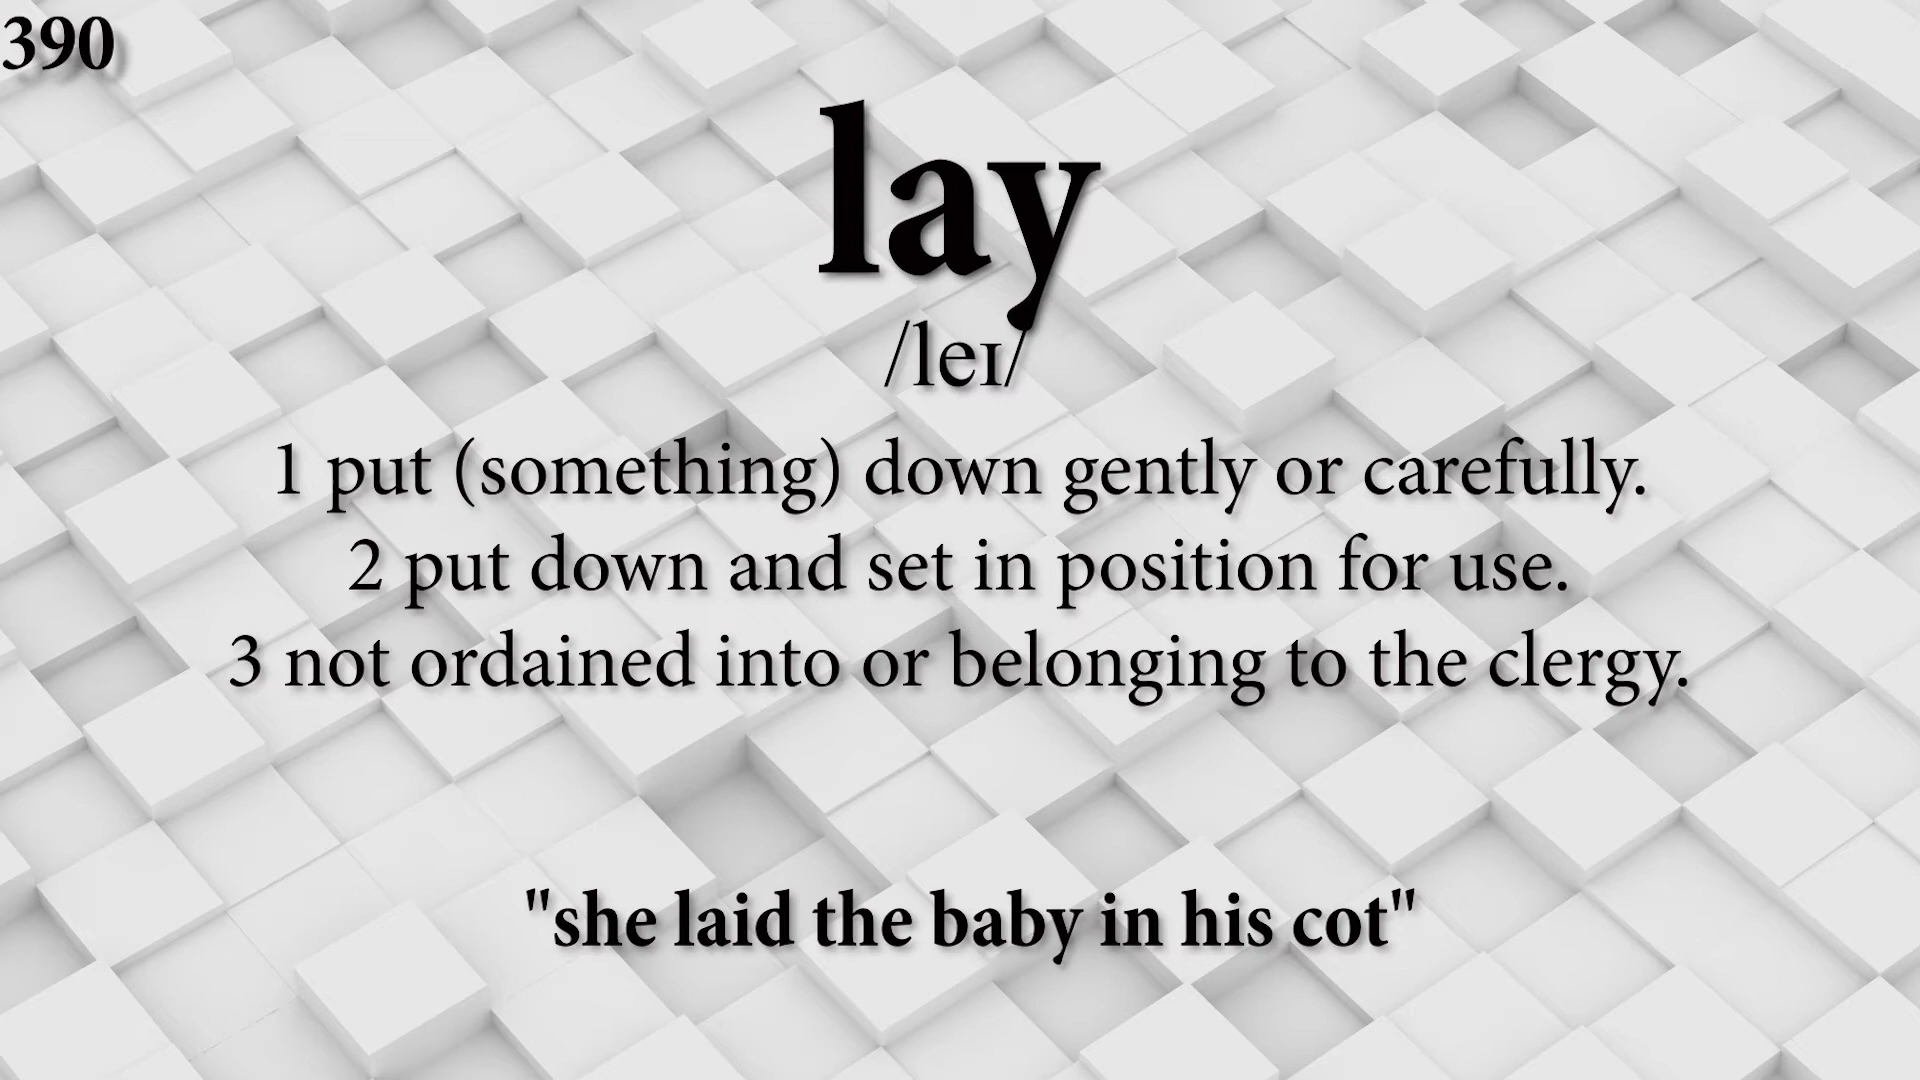 390
lay
/leɪ/
1 put (something) down gently or carefully.
2 put down and set in position for use.
3 not ordained into or belonging to the clergy.
"she laid the baby in his cot"